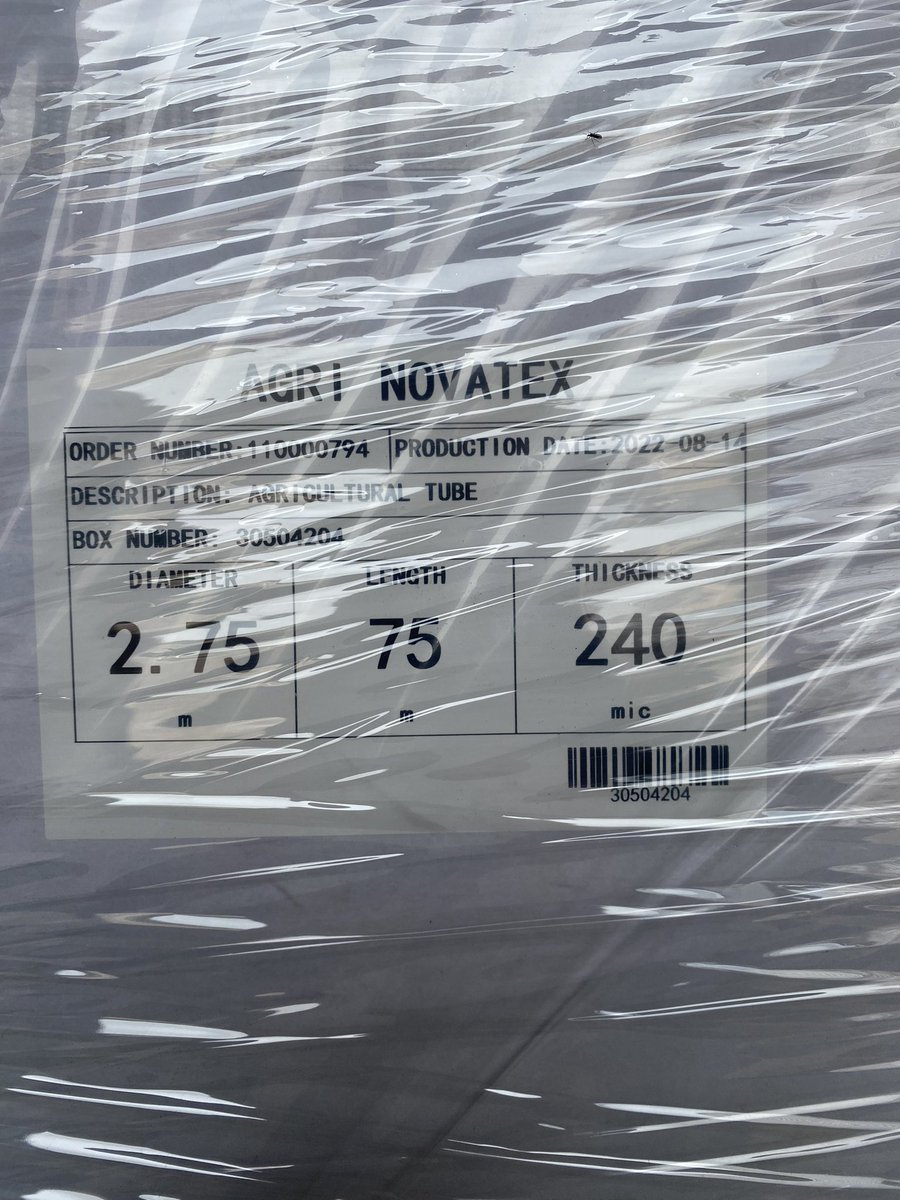 AGRI NOVATEX
ORDER NUMBER:110000794 PRODUCTION DATE:2022-08-14
DESCRIPTION: AGRICULTURAL TUBE
BOX NUMBER: 30504204
DIAMETER LENGTH THICKNESS
2.75 75 240
m m mic
30504204